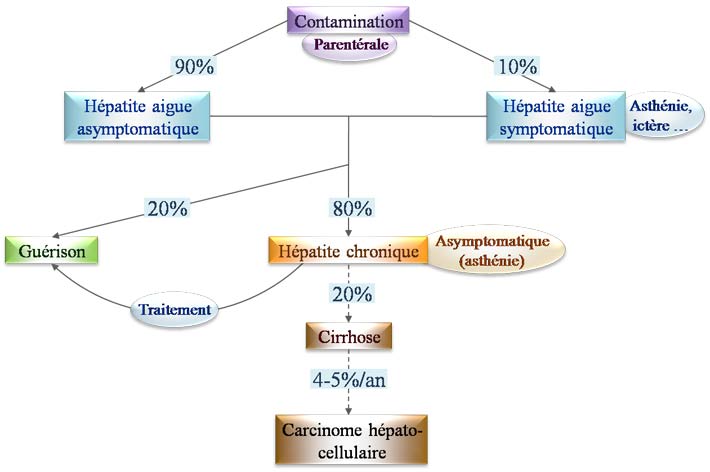 Contamination
Parentérale
90%
10%
Hépatite aigue
asymptomatique
Hépatite aigue
symptomatique
Asthénie,
ictère ...
20%
80%
Guérison
Hépatite chronique
Asymptomatique
(asthénie)
Traitement
20%
Cirrhose
4-5%/an
Carcinome hépato-
cellulaire